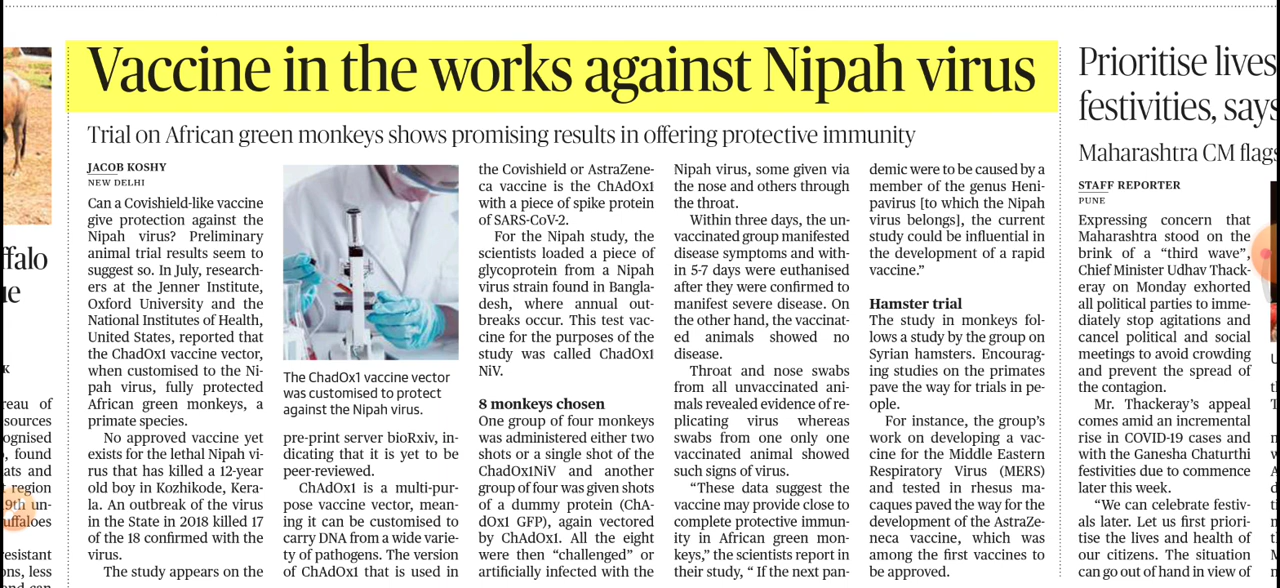 Vaccine in the works against Nipah virus
Trial on African green monkeys shows promising results in offering protective immunity
JACOB KOSHY
NEW DELHI
Can a Covishield-like vaccine
give protection against the
Nipah virus? Preliminary
animal trial results seem to
suggest so. In July, research-
ers at the Jenner Institute,
Oxford University and the
National Institutes of Health,
United States, reported that
the ChAdOx1 vaccine vector,
when customised to the Ni-
pah virus, fully protected
African green monkeys, a
primate species.
No approved vaccine yet
exists for the lethal Nipah vi-
rus that has killed a 12-year
old boy in Kozhikode, Kera-
la. An outbreak of the virus
in the State in 2018 killed 17
of the 18 confirmed with the
virus.
The study appears on the
The ChAdOx1 vaccine vector
was customised to protect
against the Nipah virus.
pre-print server bioRxiv, in-
dicating that it is yet to be
peer-reviewed.
ChAdOx1 is a multi-pur-
pose vaccine vector, mean-
ing it can be customised to
carry DNA from a wide varie-
ty of pathogens. The version
of ChAdOx1 that is used in
the Covishield or AstraZene-
ca vaccine is the ChAdOx1
with a piece of spike protein
of SARS-CoV-2.
For the Nipah study, the
scientists loaded a piece of
glycoprotein from a Nipah
virus strain found in Bangla-
desh, where annual out-
breaks occur. This test vac-
cine for the purposes of the
study was called ChAdOx1
NiV.
8 monkeys chosen
One group of four monkeys
was administered either two
shots or a single shot of the
ChAdOx1NiV and another
group of four was given shots
of a dummy protein (ChA-
dOx1 GFP), again vectored
by ChAdOx1. All the eight
were then “challenged” or
artificially infected with the
Nipah virus, some given via
the nose and others through
the throat.
Within three days, the un-
vaccinated group manifested
disease symptoms and with-
in 5-7 days were euthanised
after they were confirmed to
manifest severe disease. On
the other hand, the vaccinat-
ed animals showed no
disease.
Throat and nose swabs
from all unvaccinated ani-
mals revealed evidence of re-
plicating virus whereas
swabs from one only one
vaccinated animal showed
such signs of virus.
“These data suggest the
vaccine may provide close to
complete protective immun-
ity in African green mon-
keys,” the scientists report in
their study, “ If the next pan-
demic were to be caused by a
member of the genus Heni-
pavirus [to which the Nipah
virus belongs], the current
study could be influential in
the development of a rapid
vaccine.”
Hamster trial
The study in monkeys fol-
lows a study by the group on
Syrian hamsters. Encourag-
ing studies on the primates
pave the way for trials in pe-
ople.
For instance, the group’s
work on developing a vac-
cine for the Middle Eastern
Respiratory Virus (MERS)
and tested in rhesus ma-
caques paved the way for the
development of the AstraZe-
neca vaccine, which was
among the first vaccines to
be approved.
Prioritise lives
festivities, says
Maharashtra CM flags
STAFF REPORTER
PUNE
Expressing concern that
Maharashtra stood on the
brink of a “third wave”,
Chief Minister Udhav Thack-
eray on Monday exhorted
all political parties to imme-
diately stop agitations and
cancel political and social
meetings to avoid crowding
and prevent the spread of
the contagion.
Mr. Thackeray’s appeal
comes amid an incremental
rise in COVID-19 cases and
with the Ganesha Chaturthi
festivities due to commence
later this week.
“We can celebrate festiv-
als later. Let us first priori-
tise the lives and health of
our citizens. The situation
can go out of hand in view of